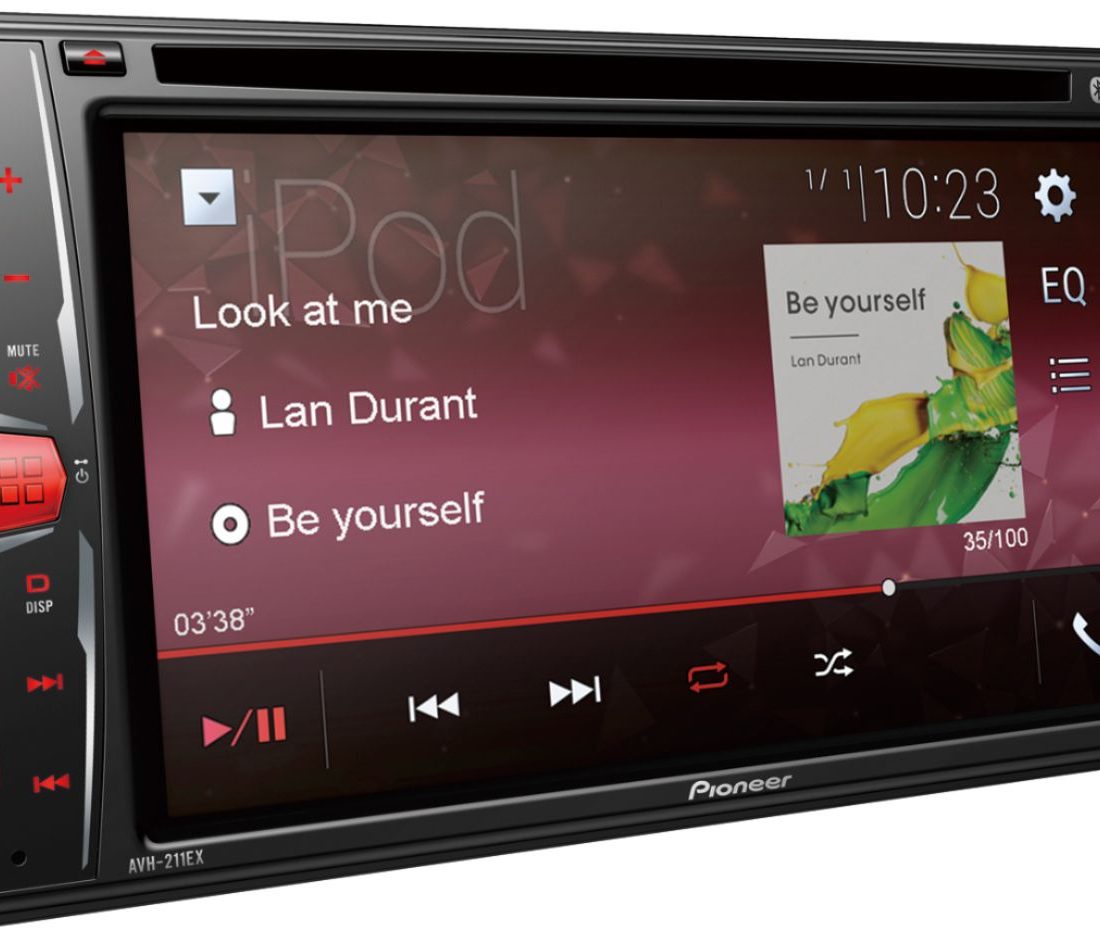 iPod
1/ 1 10:23
Look at me
Be yourself
Lan Durant
EQ
Lan Durant
Be yourself
35/100
03’38”
MUTE
DISP
Pioneer
AVH-211EX